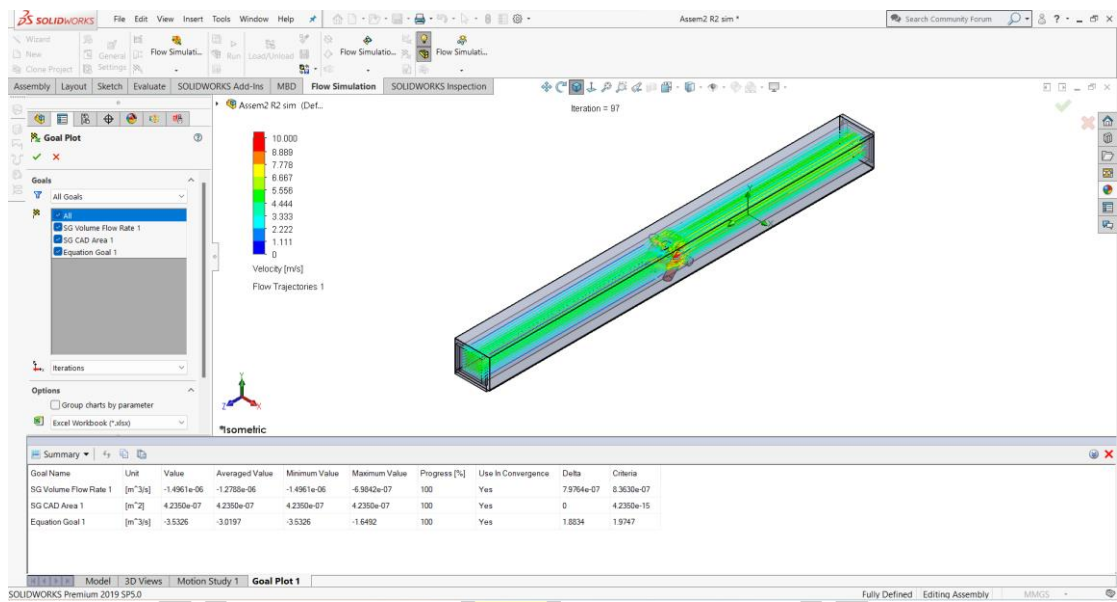 SOLIDWORKS File Edit View Insert Tools Window Help Assem2 R2 sim * Search Community Forum
Wizard
New General Flow Simulati... Run Load/Unload Flow Simulatio... Flow Simulati...
Clone Project Settings
Assembly Layout Sketch Evaluate SOLIDWORKS Add-Ins MBD Flow Simulation SOLIDWORKS Inspection
Assem2 R2 sim (Def...
Iteration = 97
Goal Plot
Goals
All Goals
All
SG Volume Flow Rate 1
SG CAD Area 1
Equation Goal 1
Iterations
Options
Group charts by parameter
Excel Workbook (*.xlsx)
10.000
8.889
7.778
6.667
5.556
4.444
3.333
2.222
1.111
0
Velocity [m/s]
Flow Trajectories 1
Y
Z
X
Y
Z
X
*Isometric
Summary
Goal Name Unit Value Averaged Value Minimum Value Maximum Value Progress [%] Use In Convergence Delta Criteria
SG Volume Flow Rate 1 [m^3/s] -1.4961e-06 -1.2788e-06 -1.4961e-06 -6.9842e-07 100 Yes 7.9764e-07 8.3630e-07
SG CAD Area 1 [m^2] 4.2350e-07 4.2350e-07 4.2350e-07 4.2350e-07 100 Yes 0 4.2350e-15
Equation Goal 1 [m^3/s] -3.5326 -3.0197 -3.5326 -1.6492 100 Yes 1.8834 1.9747
Model 3D Views Motion Study 1 Goal Plot 1
SOLIDWORKS Premium 2019 SP5.0 Fully Defined Editing Assembly MMGS